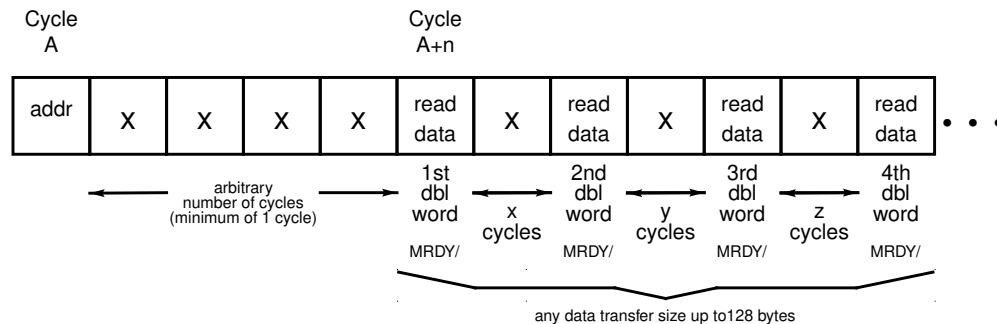 Cycle
A
Cycle
A+n
addr
X
X
X
X
read
data
X
read
data
X
read
data
X
read
data
• • •
arbitrary
number of cycles
(minimum of 1 cycle)
1st
dbl
word
x
cycles
2nd
dbl
word
y
cycles
3rd
dbl
word
z
cycles
4th
dbl
word
MRDY/
MRDY/
MRDY/
MRDY/
any data transfer size up to128 bytes